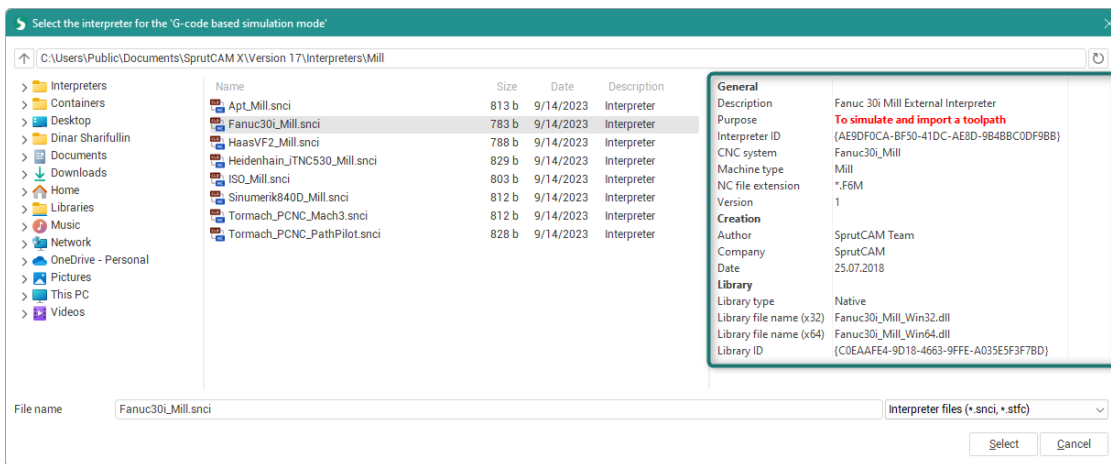 Select the interpreter for the 'G-code based simulation mode'
C:\Users\Public\Documents\SprutCAM X\Version 17\Interpreters\Mill
Interpreters
Containers
Desktop
Dinar Sharifullin
Documents
Downloads
Home
Libraries
Music
Network
OneDrive - Personal
Pictures
This PC
Videos
Name Size Date Description
Apt_Mill.snci 813 b 9/14/2023 Interpreter
Fanuc30i_Mill.snci 783 b 9/14/2023 Interpreter
HaasVF2_Mill.snci 788 b 9/14/2023 Interpreter
Heidenhain_iTNC530_Mill.snci 829 b 9/14/2023 Interpreter
ISO_Mill.snci 803 b 9/14/2023 Interpreter
Sinumerik840D_Mill.snci 812 b 9/14/2023 Interpreter
Tormach_PCNC_Mach3.snci 812 b 9/14/2023 Interpreter
Tormach_PCNC_PathPilot.snci 828 b 9/14/2023 Interpreter
General
Description Fanuc 30i Mill External Interpreter
Purpose To simulate and import a toolpath
Interpreter ID {AE9DF0CA-BF50-41DC-AE8D-9B4BBC0DF9BB}
CNC system Fanuc30i_Mill
Machine type Mill
NC file extension *.F6M
Version 1
Creation
Author SprutCAM Team
Company SprutCAM
Date 25.07.2018
Library
Library type Native
Library file name (x32) Fanuc30i_Mill_Win32.dll
Library file name (x64) Fanuc30i_Mill_Win64.dll
Library ID {C0EAAFE4-9D18-4663-9FFE-A035E5F3F7BD}
File name Fanuc30i_Mill.snci Interpreter files (*.snci, *.stfc)
Select Cancel